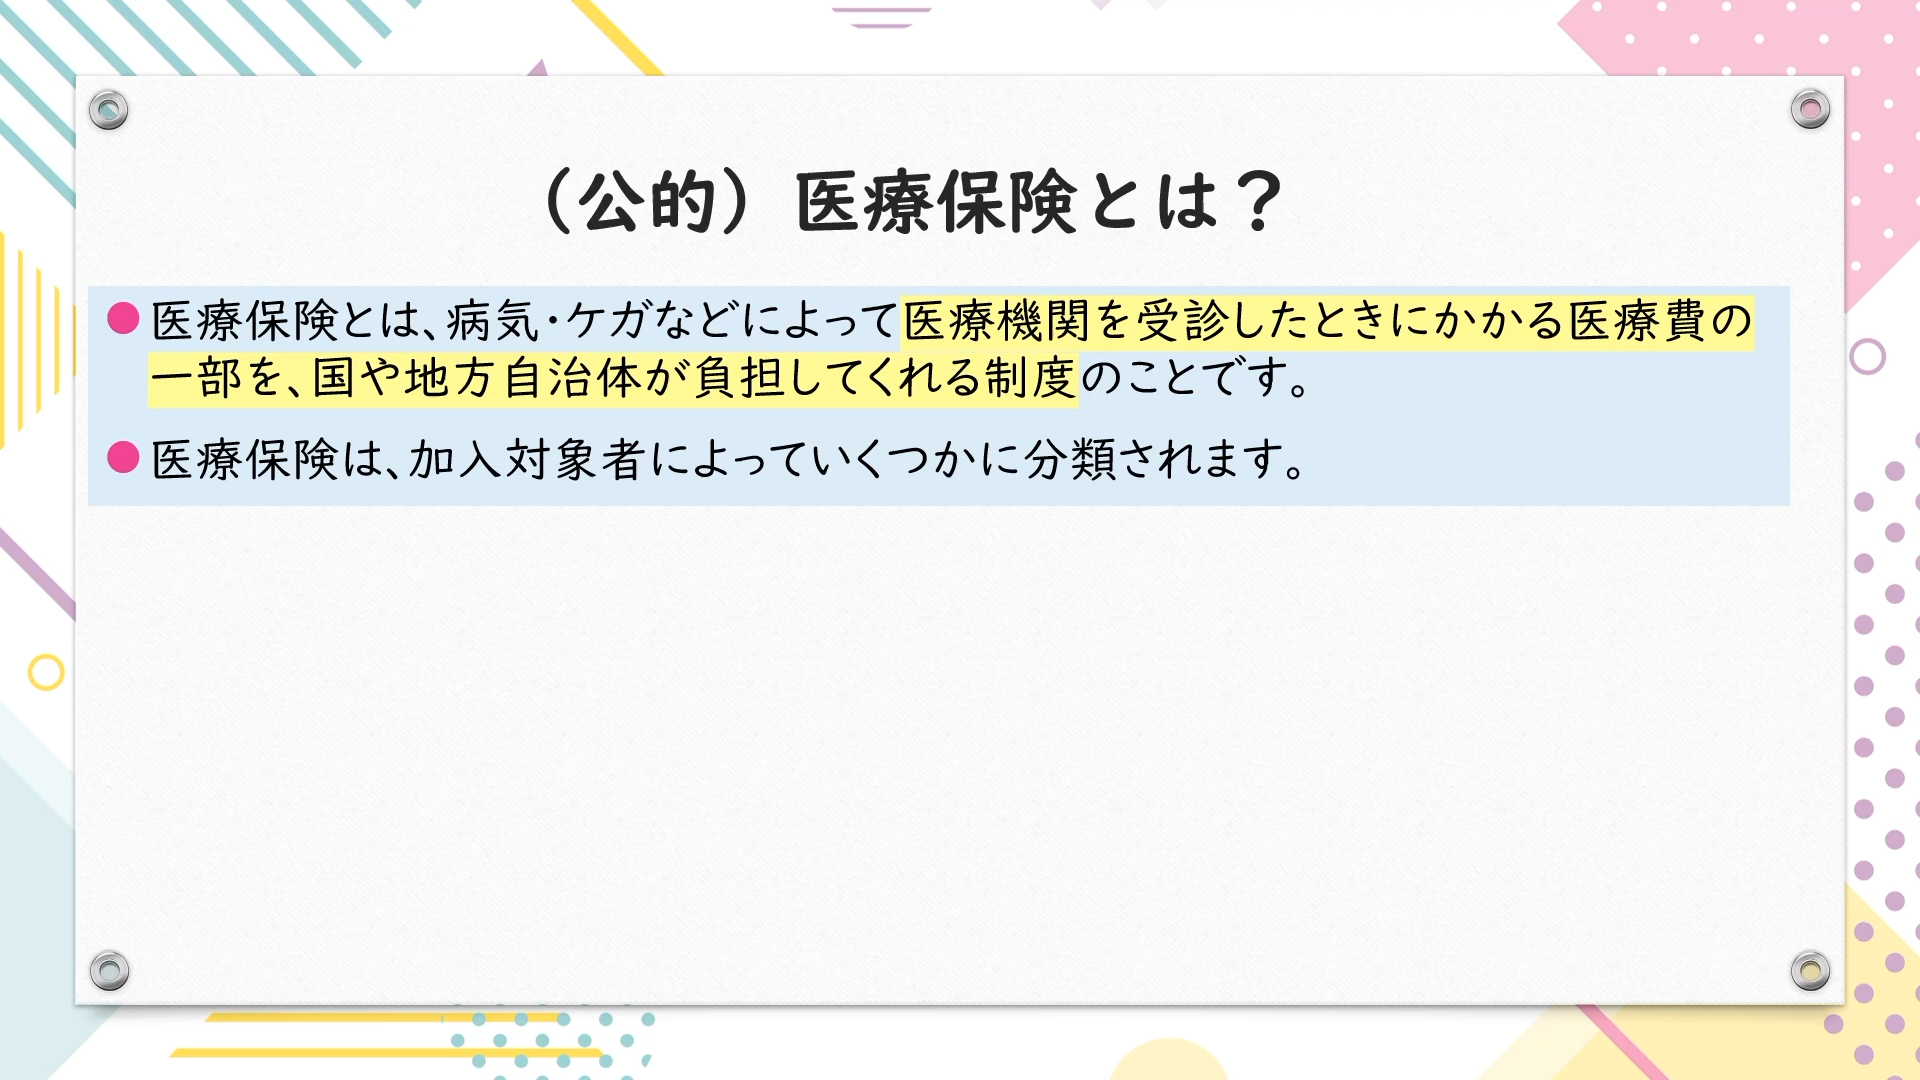 （公的）医療保険とは？
●医療保険とは、病気・ケガなどによって医療機関を受診したときにかかる医療費の
一部を、国や地方自治体が負担してくれる制度のことです。
●医療保険は、加入対象者によっていくつかに分類されます。